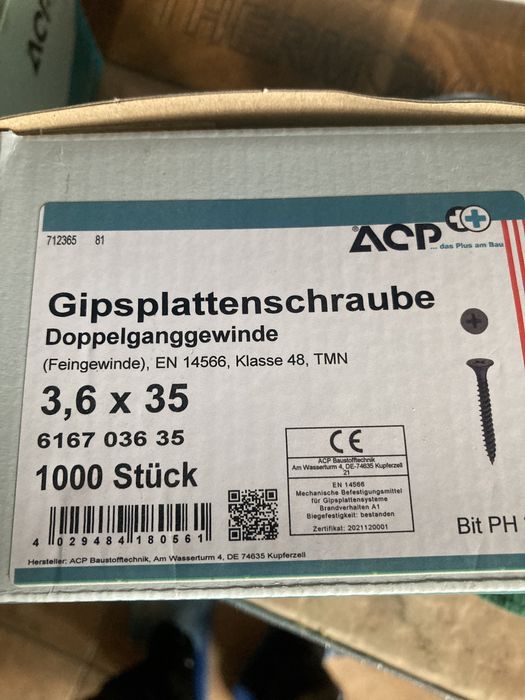 ACP
THERM
712365 81
®ACP
... das Plus am Bau
Gipsplattenschraube
Doppelganggewinde
(Feingewinde), EN 14566, Klasse 48, TMN
3,6 x 35
6167 036 35
1000 Stück
CE
ACP Baustofftechnik
Am Wasserturm 4, DE-74635 Kupferzell
21
EN 14566
Mechanische Befestigungsmittel
für Gipsplattensysteme
Brandverhalten A1
Biegefestigkeit: bestanden
Zertifikat: 2021120001
Bit PH
4 029484 180561
Hersteller: ACP Baustofftechnik, Am Wasserturm 4, DE 74635 Kupferzell